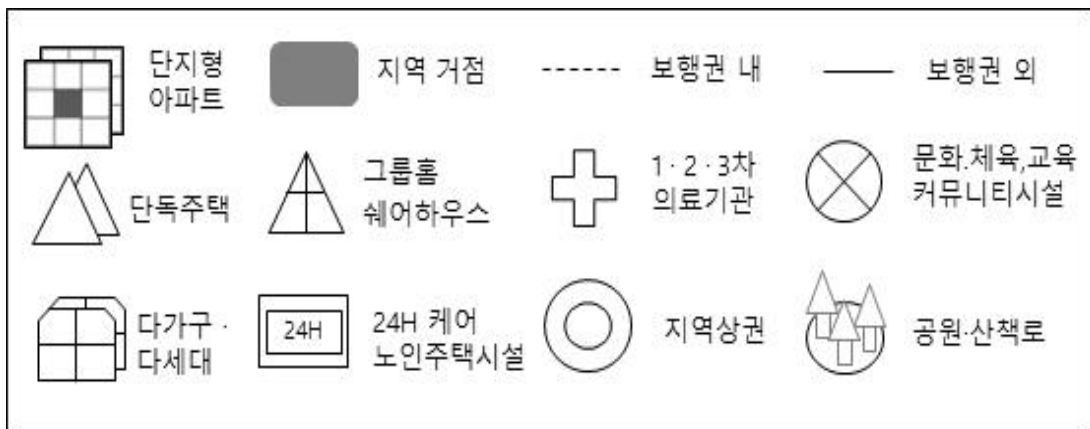 단지형
아파트
지역 거점
보행권 내
보행권 외
단독주택
그룹홈
쉐어하우스
1·2·3차
의료기관
문화.체육,교육
커뮤니티시설
다가구·
다세대
24H
24H 케어
노인주택시설
지역상권
공원·산책로